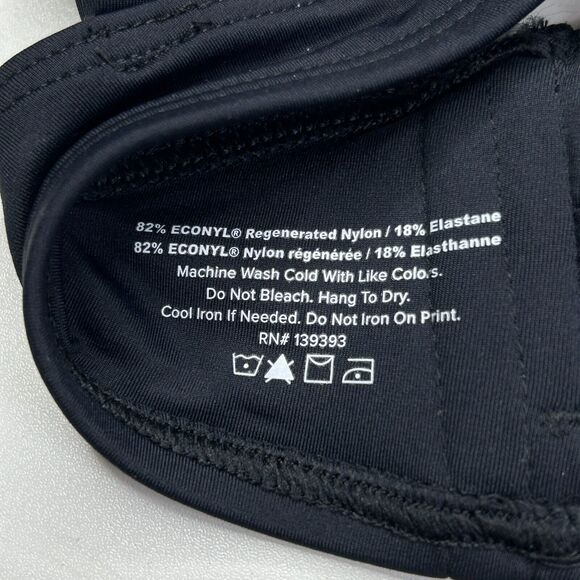 82% ECONYL® Regenerated Nylon / 18% Elastane
82% ECONYL® Nylon régénérée / 18% Elasthanne
Machine Wash Cold With Like Colors.
Do Not Bleach. Hang To Dry.
Cool Iron If Needed. Do Not Iron On Print.
RN# 139393